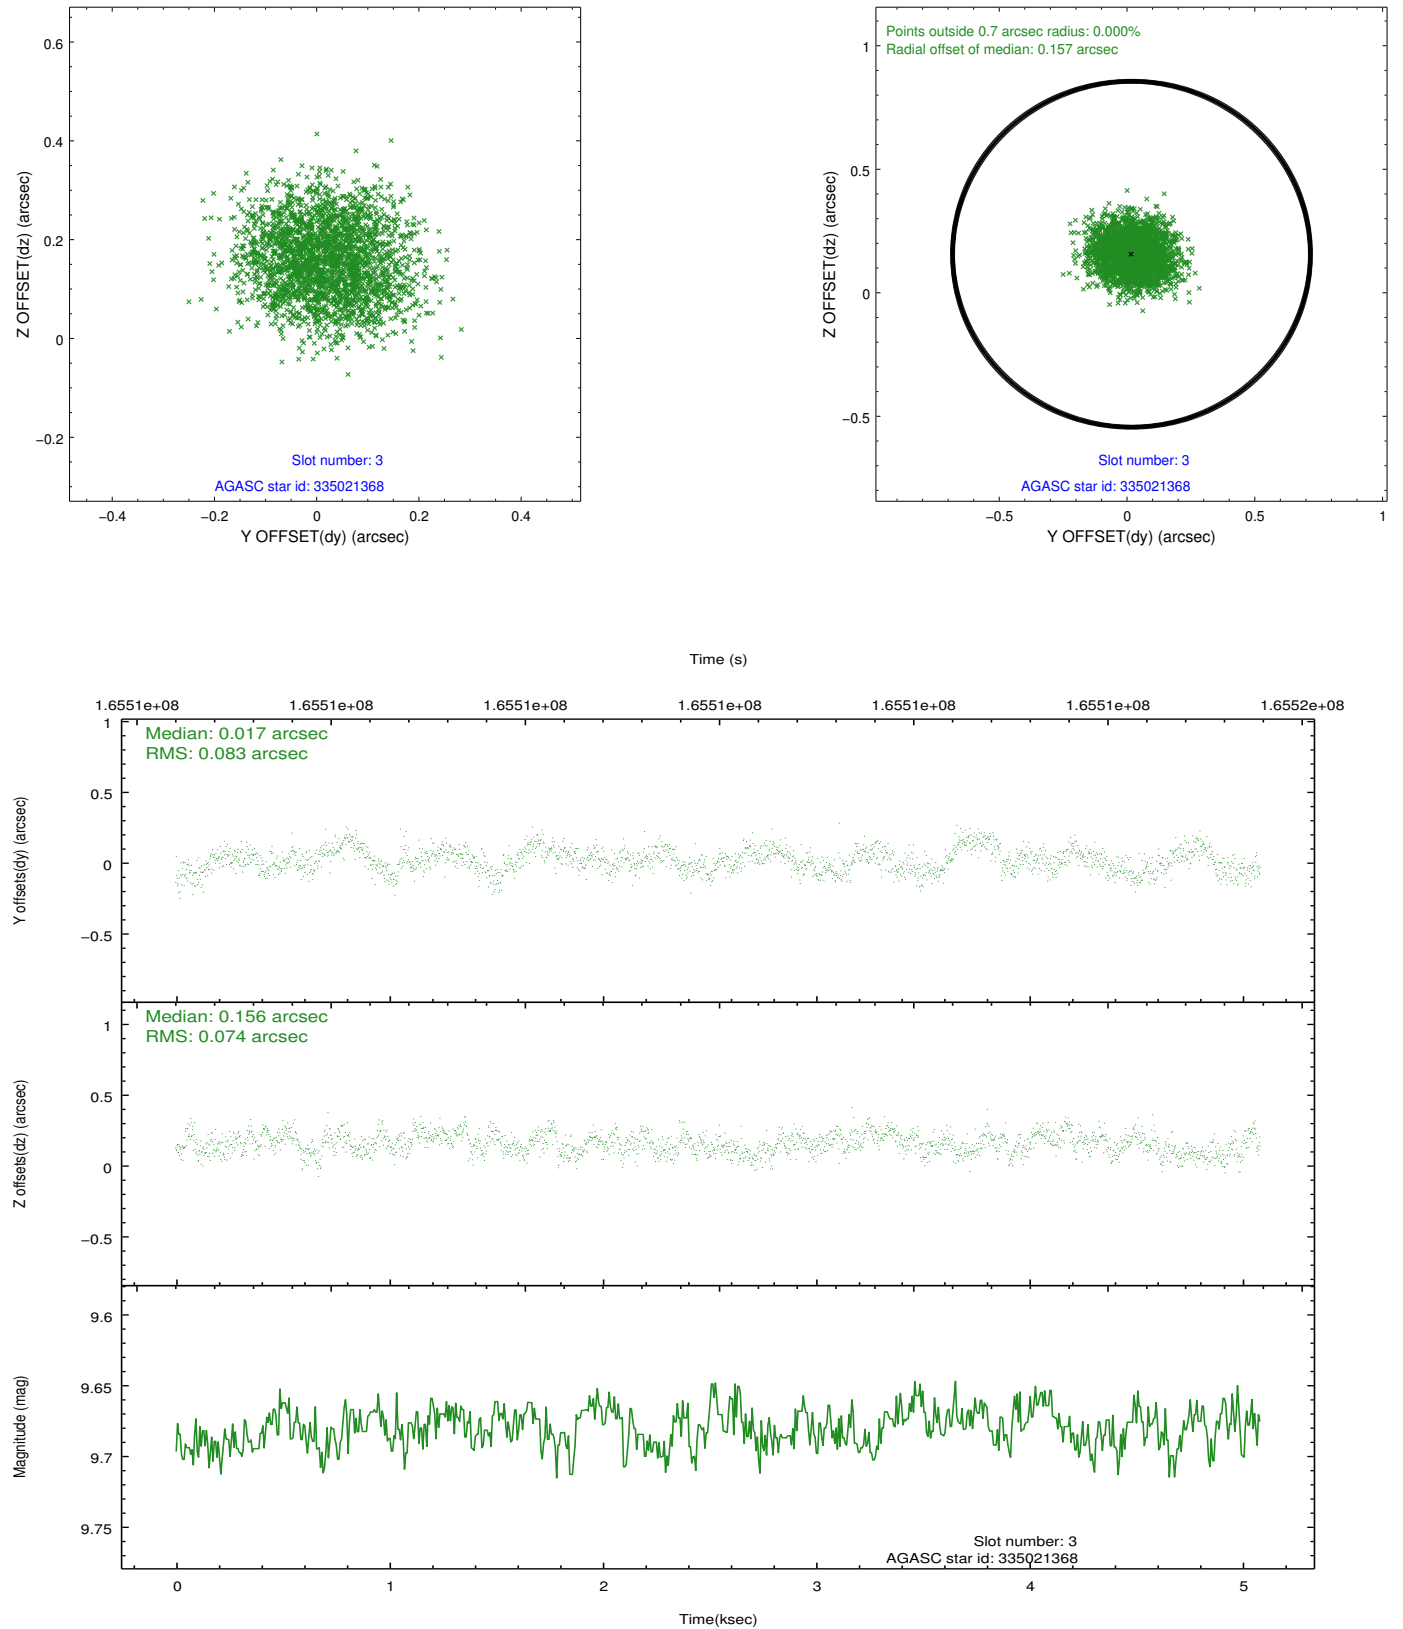 0.6
0.4
0.2
0
−0.2
Z OFFSET(dz) (arcsec)
Slot number: 3
AGASC star id: 335021368
−0.4 −0.2 0 0.2 0.4
Y OFFSET(dy) (arcsec)
Points outside 0.7 arcsec radius: 0.000%
Radial offset of median: 0.157 arcsec
1
0.5
0
−0.5
Z OFFSET(dz) (arcsec)
Slot number: 3
AGASC star id: 335021368
−0.5 0 0.5 1
Y OFFSET(dy) (arcsec)
Time (s)
1.6551e+08 1.6551e+08 1.6551e+08 1.6551e+08 1.6551e+08 1.6551e+08 1.6552e+08
Median: 0.017 arcsec
RMS: 0.083 arcsec
1
0.5
0
−0.5
Y offsets(dy) (arcsec)
Median: 0.156 arcsec
RMS: 0.074 arcsec
1
0.5
0
−0.5
Z offsets(dz) (arcsec)
9.6
9.65
9.7
9.75
Magnitude (mag)
Slot number: 3
AGASC star id: 335021368
0 1 2 3 4 5
Time(ksec)